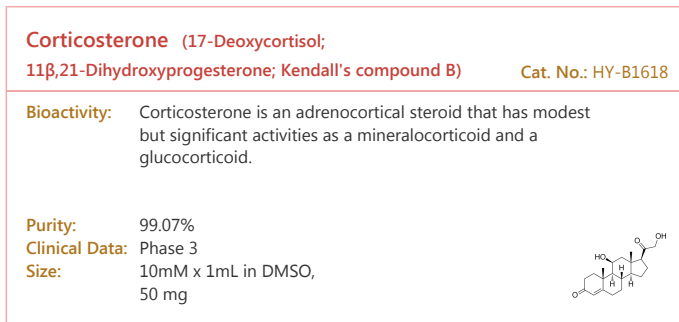 Corticosterone (17-Deoxycortisol;
11β,21-Dihydroxyprogesterone; Kendall's compound B) Cat. No.: HY-B1618
Bioactivity: Corticosterone is an adrenocortical steroid that has modest
but significant activities as a mineralocorticoid and a
glucocorticoid.
Purity: 99.07%
Clinical Data: Phase 3
Size: 10mM x 1mL in DMSO,
50 mg
OH
O
HO
H
H
H
O